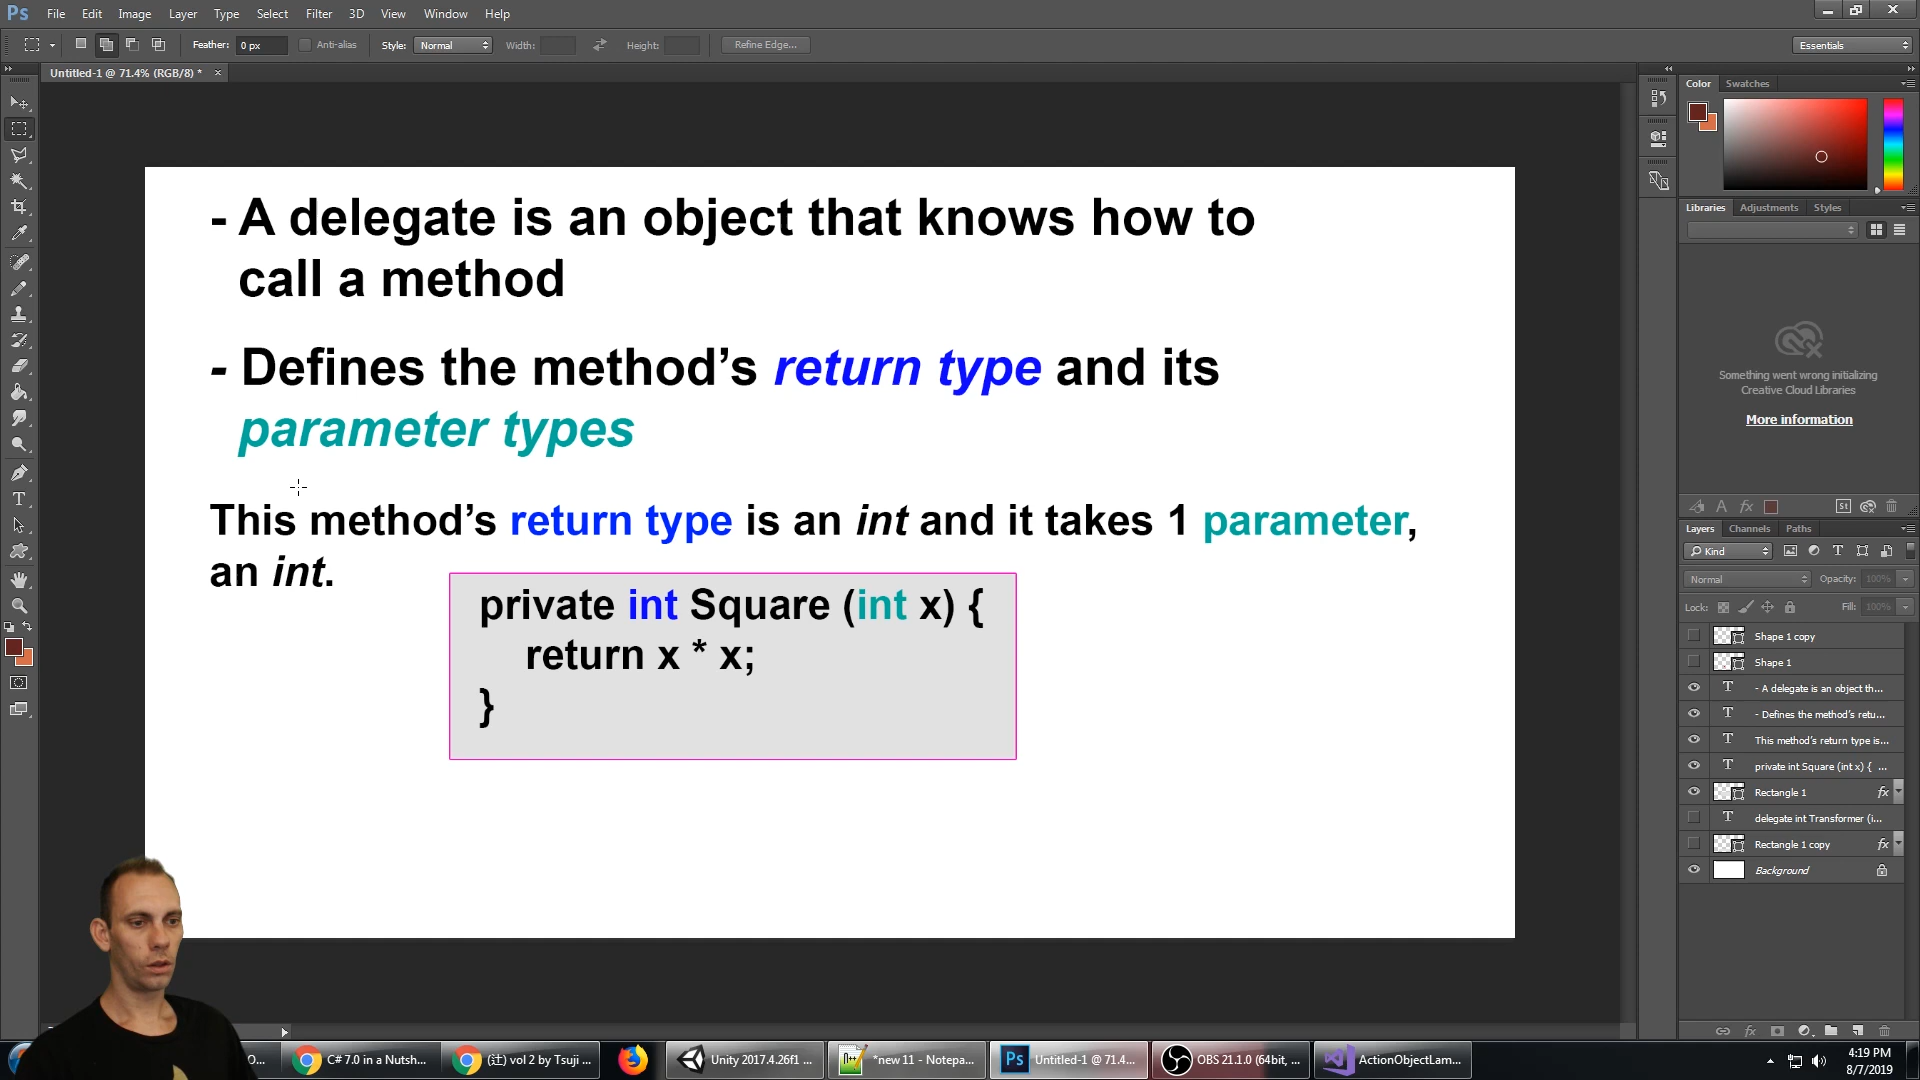 Ps File Edit Image Layer Type Select Filter 3D View Window Help
Feather: 0 px Anti-alias Style: Normal Width: Height: Refine Edge... Essentials
Untitled-1 @ 71.4% (RGB/8) * ×
- A delegate is an object that knows how to
call a method
- Defines the method’s return type and its
parameter types
This method’s return type is an int and it takes 1 parameter,
an int.
private int Square (int x) {
return x * x;
}
Color Swatches
Libraries Adjustments Styles
Something went wrong initializing
Creative Cloud Libraries
More information
St
Layers Channels Paths
Kind
Normal Opacity: 100%
Lock: Fill: 100%
Shape 1 copy
Shape 1
- A delegate is an object th...
- Defines the method’s retu...
This method’s return type is...
private int Square (int x) { ...
Rectangle 1 fx
delegate int Transformer (i...
Rectangle 1 copy fx
Background
O... C# 7.0 in a Nutsh... (辻) vol 2 by Tsuji ... Unity 2017.4.26f1 ... *new 11 - Notepa... Ps Untitled-1 @ 71.4... OBS 21.1.0 (64bit, ... ActionObjectLam...
4:19 PM
8/7/2019